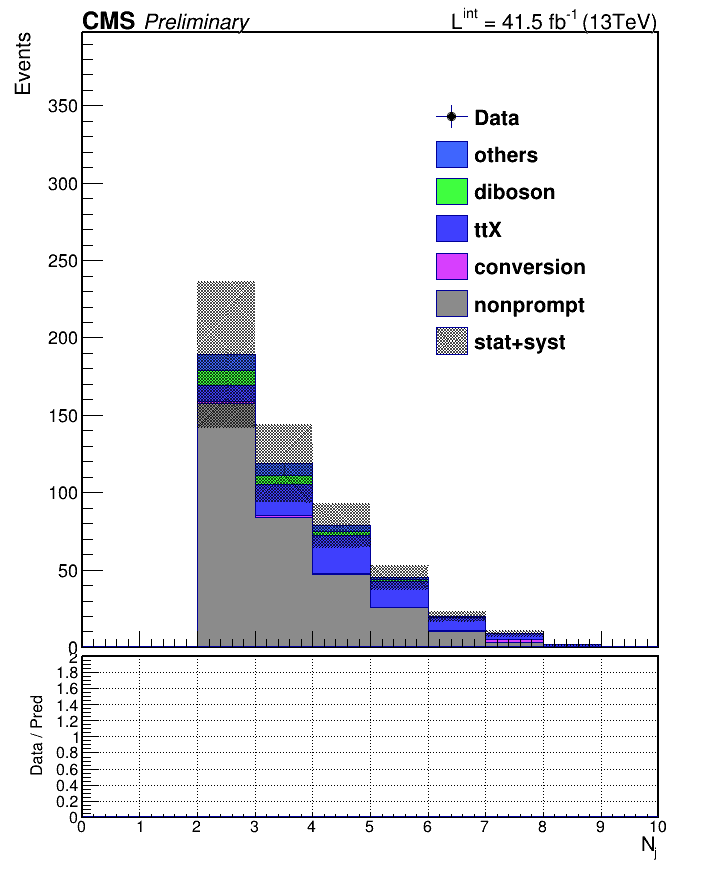 CMS Preliminary L^int = 41.5 fb^-1 (13TeV)
Events
350
300
250
200
150
100
50
0
Data
others
diboson
ttX
conversion
nonprompt
stat+syst
Data / Pred
2
1.8
1.6
1.4
1.2
1
0.8
0.6
0.4
0.2
0
0 1 2 3 4 5 6 7 8 9 10
N_j